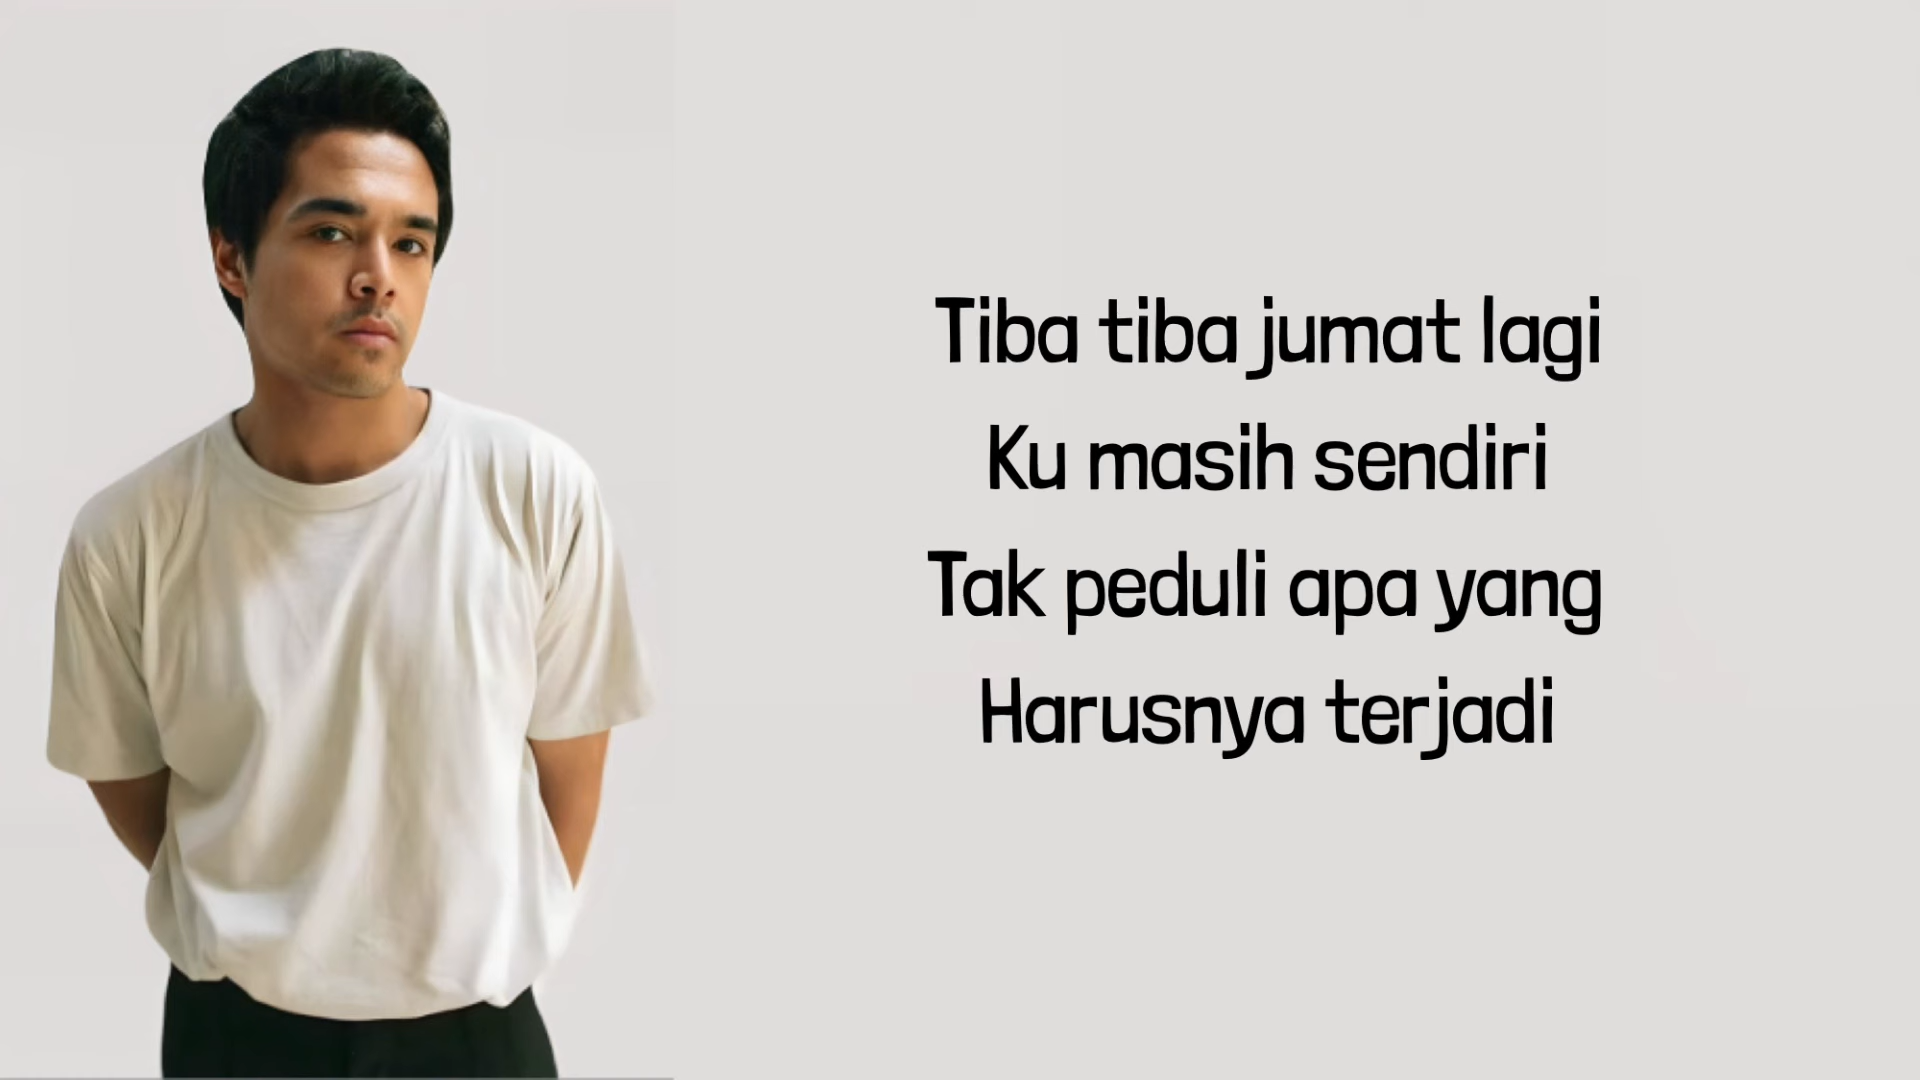 Tiba tiba jumat lagi
Ku masih sendiri
Tak peduli apa yang
Harusnya terjadi